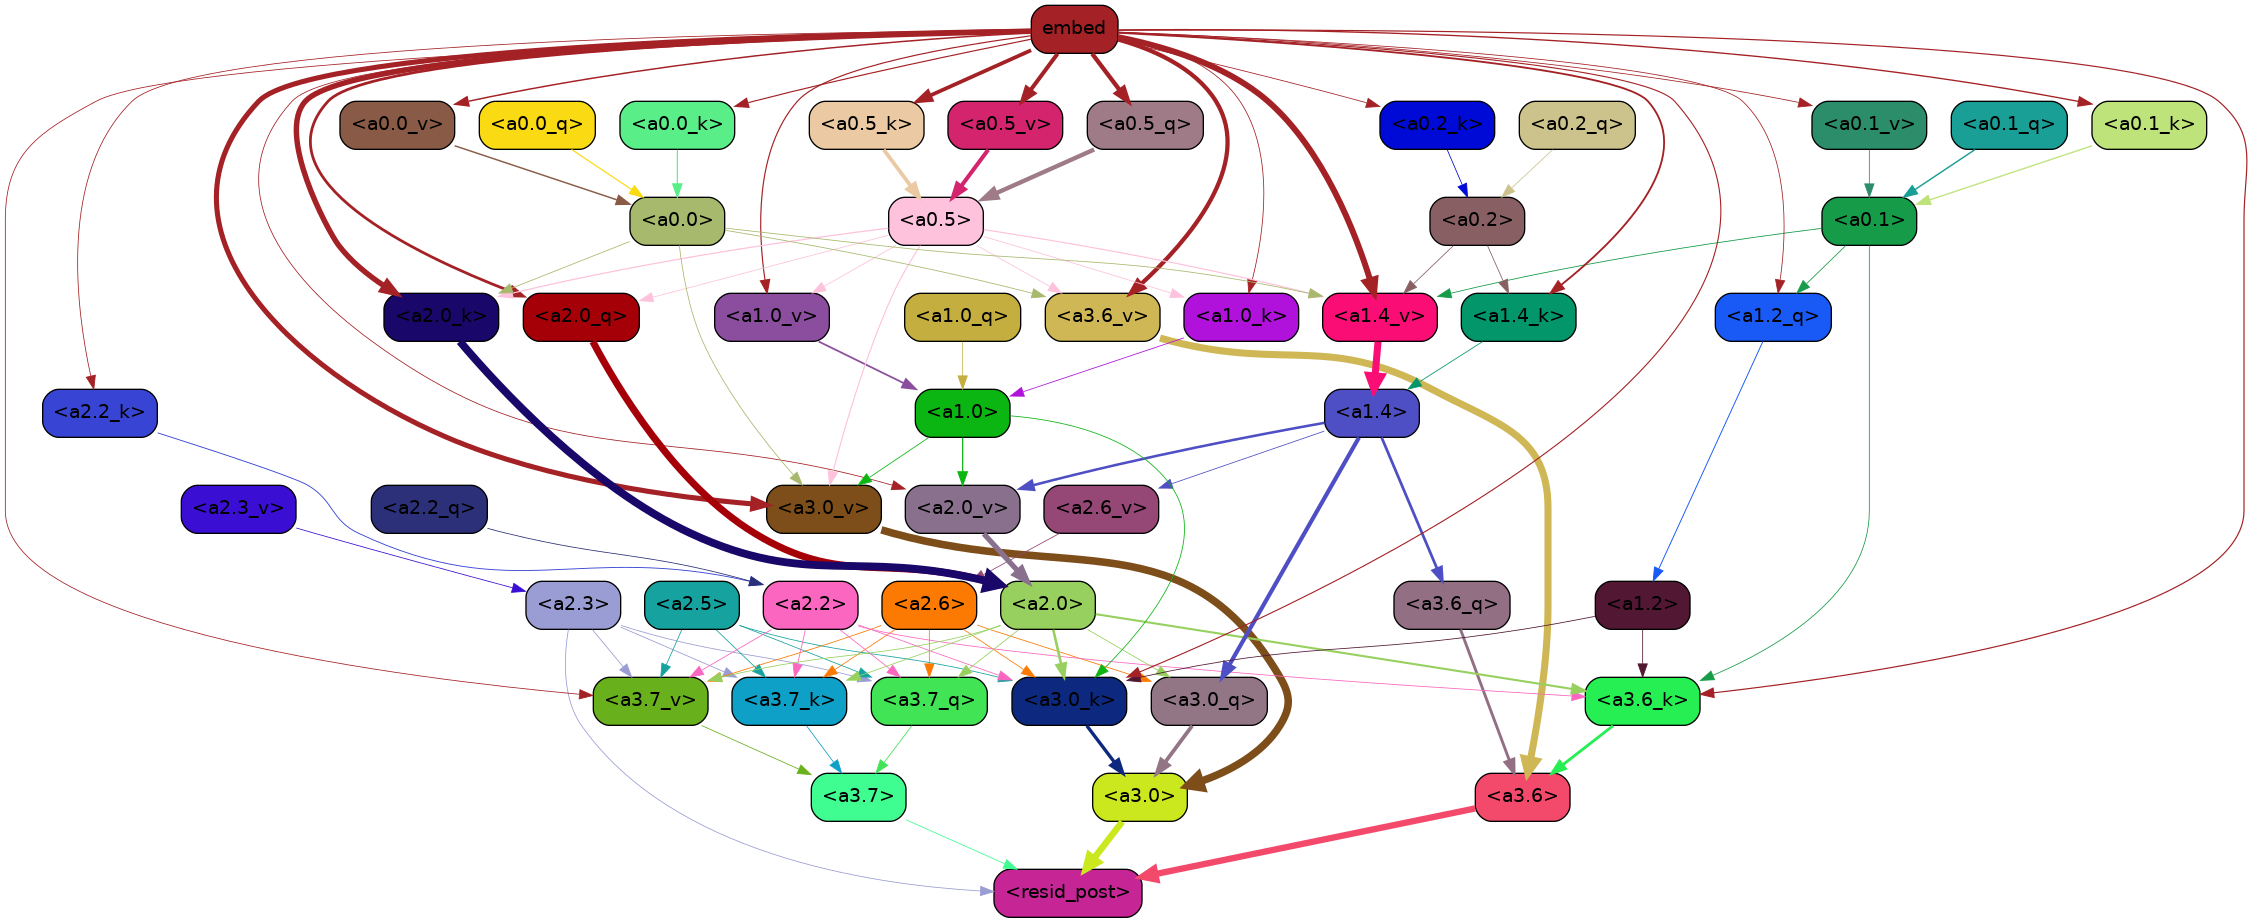 embed
<a0.0_v>
<a0.0_q>
<a0.0_k>
<a0.5_k>
<a0.5_v>
<a0.5_q>
<a0.2_k>
<a0.2_q>
<a0.1_v>
<a0.1_q>
<a0.1_k>
<a0.0>
<a0.5>
<a0.2>
<a0.1>
<a2.0_k>
<a2.0_q>
<a1.0_v>
<a1.0_q>
<a3.6_v>
<a1.0_k>
<a1.4_v>
<a1.4_k>
<a1.2_q>
<a2.2_k>
<a1.0>
<a1.4>
<a2.3_v>
<a2.2_q>
<a3.0_v>
<a2.0_v>
<a2.6_v>
<a2.3>
<a2.5>
<a2.2>
<a2.6>
<a2.0>
<a3.6_q>
<a1.2>
<a3.7_v>
<a3.7_k>
<a3.7_q>
<a3.0_k>
<a3.0_q>
<a3.6_k>
<a3.7>
<a3.0>
<a3.6>
<resid_post>